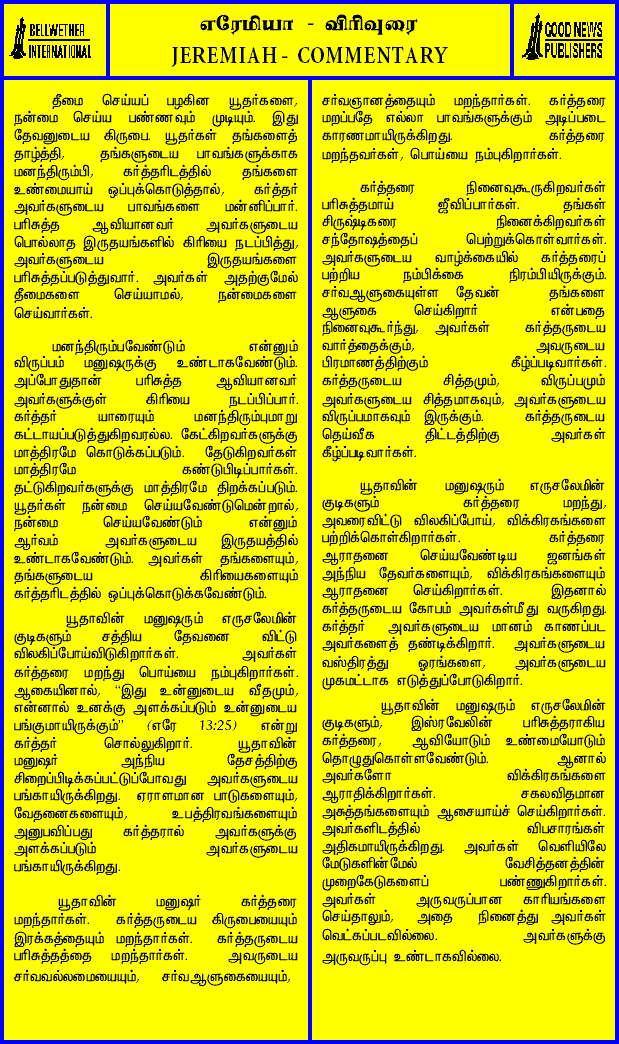 BELLWETHER
INTERNATIONAL
எரேமியா - விரிவுரை
JEREMIAH - COMMENTARY
GOOD NEWS
PUBLISHERS
தீமை செய்யப் பழகின யூதர்களை,
நன்மை செய்ய பண்ணவும் முடியும். இது
தேவனுடைய கிருபை. யூதர்கள் தங்களைத்
தாழ்த்தி, தங்களுடைய பாவங்களுக்காக
மனந்திரும்பி, கர்த்தரிடத்தில் தங்களை
உண்மையாய் ஒப்புக்கொடுத்தால், கர்த்தர்
அவர்களுடைய பாவங்களை மன்னிப்பார்.
பரிசுத்த ஆவியானவர் அவர்களுடைய
பொல்லாத இருதயங்களில் கிரியை நடப்பித்து,
அவர்களுடைய இருதயங்களை
பரிசுத்தப்படுத்துவார். அவர்கள் அதற்குமேல்
தீமைகளை செய்யாமல், நன்மைகளை
செய்வார்கள்.
மனந்திரும்பவேண்டும் என்னும்
விருப்பம் மனுஷருக்கு உண்டாகவேண்டும்.
அப்போதுதான் பரிசுத்த ஆவியானவர்
அவர்களுக்குள் கிரியை நடப்பிப்பார்.
கர்த்தர் யாரையும் மனந்திரும்புமாறு
கட்டாயப்படுத்துகிறவரல்ல. கேட்கிறவர்களுக்கு
மாத்திரமே கொடுக்கப்படும். தேடுகிறவர்கள்
மாத்திரமே கண்டுபிடிப்பார்கள்.
தட்டுகிறவர்களுக்கு மாத்திரமே திறக்கப்படும்.
யூதர்கள் நன்மை செய்யவேண்டுமென்றால்,
நன்மை செய்யவேண்டும் என்னும்
ஆர்வம் அவர்களுடைய இருதயத்தில்
உண்டாகவேண்டும். அவர்கள் தங்களையும்,
தங்களுடைய கிரியைகளையும்
கர்த்தரிடத்தில் ஒப்புக்கொடுக்கவேண்டும்.
யூதாவின் மனுஷரும் எருசலேமின்
குடிகளும் சத்திய தேவனை விட்டு
விலகிப்போய்விடுகிறார்கள். அவர்கள்
கர்த்தரை மறந்து பொய்யை நம்புகிறார்கள்.
ஆகையினால், “இது உன்னுடைய வீதமும்,
என்னால் உனக்கு அளக்கப்படும் உன்னுடைய
பங்குமாயிருக்கும்” (எரே 13:25) என்று
கர்த்தர் சொல்லுகிறார். யூதாவின்
மனுஷர் அந்நிய தேசத்திற்கு
சிறைப்பிடிக்கப்பட்டுப்போவது அவர்களுடைய
பங்காயிருக்கிறது. ஏராளமான பாடுகளையும்,
வேதனைகளையும், உபத்திரவங்களையும்
அனுபவிப்பது கர்த்தரால் அவர்களுக்கு
அளக்கப்படும் அவர்களுடைய
பங்காயிருக்கிறது.
யூதாவின் மனுஷர் கர்த்தரை
மறந்தார்கள். கர்த்தருடைய கிருபையையும்
இரக்கத்தையும் மறந்தார்கள். கர்த்தருடைய
பரிசுத்தத்தை மறந்தார்கள். அவருடைய
சர்வவல்லமையையும், சர்வஆளுகையையும்,
சர்வஞானத்தையும் மறந்தார்கள். கர்த்தரை
மறப்பதே எல்லா பாவங்களுக்கும் அடிப்படை
காரணமாயிருக்கிறது. கர்த்தரை
மறந்தவர்கள், பொய்யை நம்புகிறார்கள்.
கர்த்தரை நினைவுகூருகிறவர்கள்
பரிசுத்தமாய் ஜீவிப்பார்கள். தங்கள்
சிருஷ்டிகரை நினைக்கிறவர்கள்
சந்தோஷத்தைப் பெற்றுக்கொள்வார்கள்.
அவர்களுடைய வாழ்க்கையில் கர்த்தரைப்
பற்றிய நம்பிக்கை நிரம்பியிருக்கும்.
சர்வஆளுகையுள்ள தேவன் தங்களை
ஆளுகை செய்கிறார் என்பதை
நினைவுகூர்ந்து, அவர்கள் கர்த்தருடைய
வார்த்தைக்கும், அவருடைய
பிரமாணத்திற்கும் கீழ்ப்படிவார்கள்.
கர்த்தருடைய சித்தமும், விருப்பமும்
அவர்களுடைய சித்தமாகவும், அவர்களுடைய
விருப்பமாகவும் இருக்கும். கர்த்தருடைய
தெய்வீக திட்டத்திற்கு அவர்கள்
கீழ்ப்படிவார்கள்.
யூதாவின் மனுஷரும் எருசலேமின்
குடிகளும் கர்த்தரை மறந்து,
அவரைவிட்டு விலகிப்போய், விக்கிரகங்களை
பற்றிக்கொள்கிறார்கள். கர்த்தரை
ஆராதனை செய்யவேண்டிய ஜனங்கள்
அந்நிய தேவர்களையும், விக்கிரகங்களையும்
ஆராதனை செய்கிறார்கள். இதனால்
கர்த்தருடைய கோபம் அவர்கள்மீது வருகிறது.
கர்த்தர் அவர்களுடைய மானம் காணப்பட
அவர்களைத் தண்டிக்கிறார். அவர்களுடைய
வஸ்திரத்து ஓரங்களை, அவர்களுடைய
முகமட்டாக எடுத்துப்போடுகிறார்.
யூதாவின் மனுஷரும் எருசலேமின்
குடிகளும், இஸ்ரவேலின் பரிசுத்தராகிய
கர்த்தரை, ஆவியோடும் உண்மையோடும்
தொழுதுகொள்ளவேண்டும். ஆனால்
அவர்களோ விக்கிரகங்களை
ஆராதிக்கிறார்கள். சகலவிதமான
அசுத்தங்களையும் ஆசையாய்ச் செய்கிறார்கள்.
அவர்களிடத்தில் விபசாரங்கள்
அதிகமாயிருக்கிறது. அவர்கள் வெளியிலே
மேடுகளின்மேல் வேசித்தனத்தின்
முறைகேடுகளைப் பண்ணுகிறார்கள்.
அவர்கள் அருவருப்பான காரியங்களை
செய்தாலும், அதை நினைத்து அவர்கள்
வெட்கப்படவில்லை. அவர்களுக்கு
அருவருப்பு உண்டாகவில்லை.